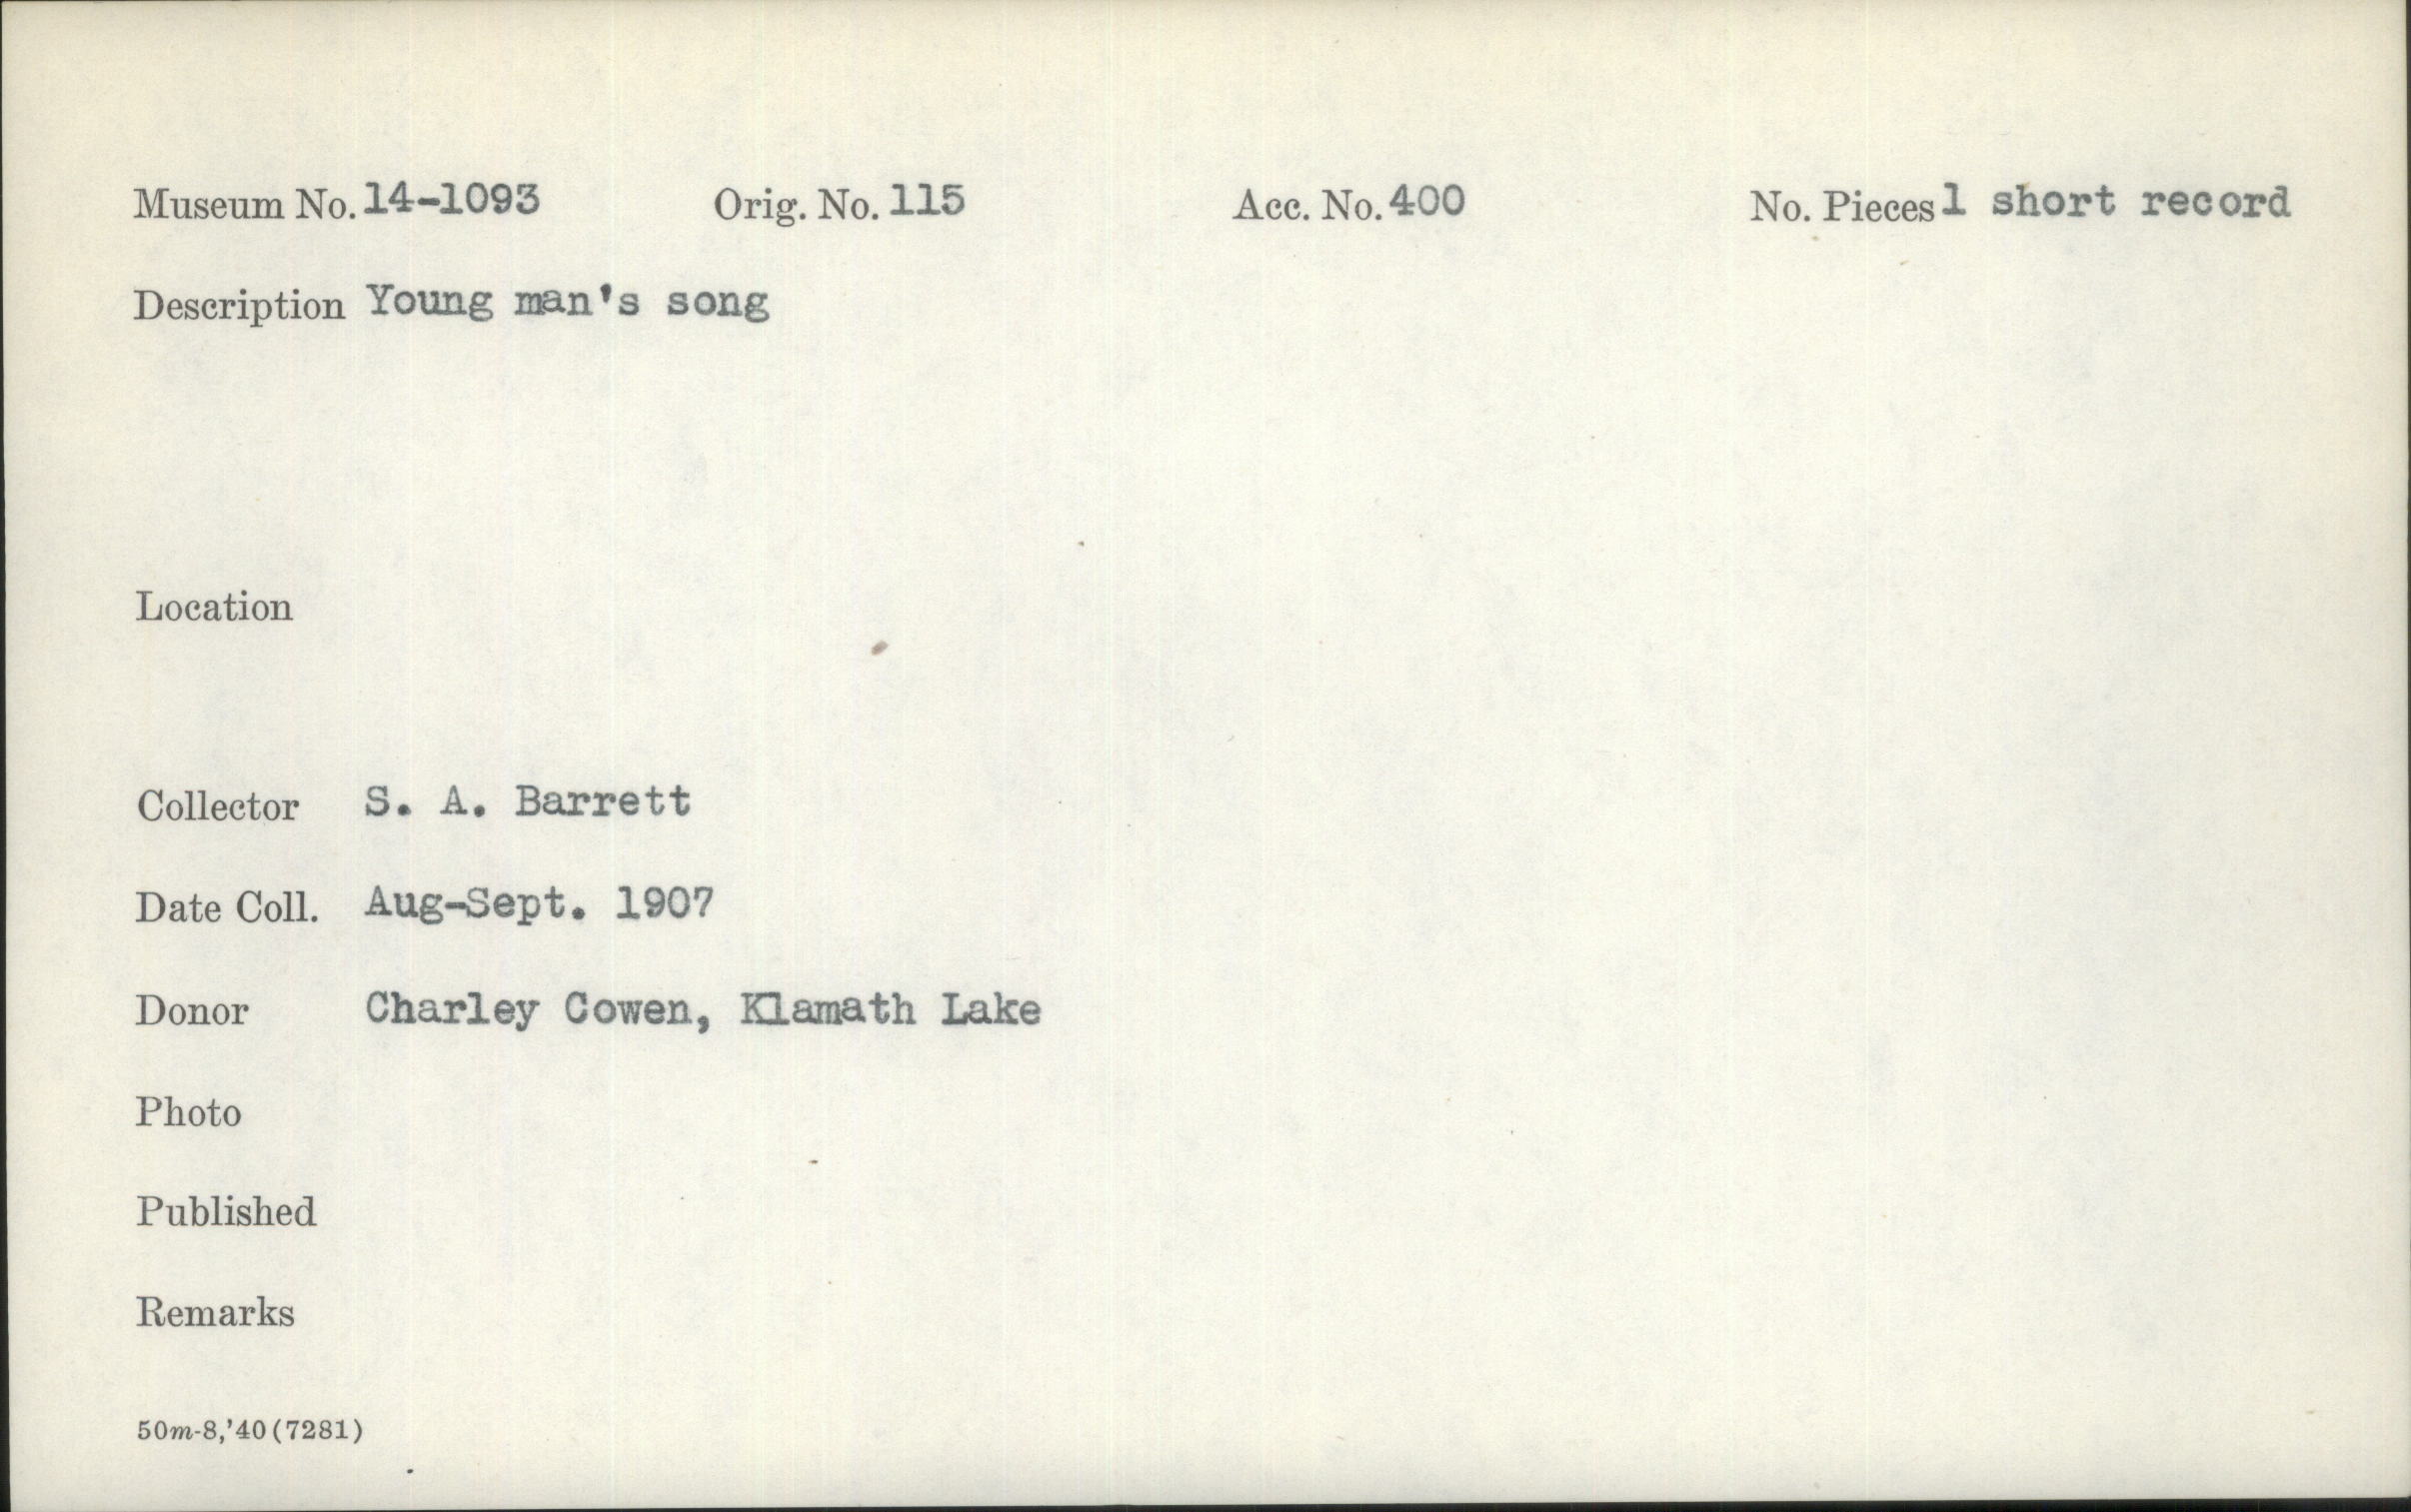 Museum No. 14-1093 Orig. No. 115 Acc. No. 400 No. Pieces 1 short record
Description Young man's song
Location
Collector S. A. Barrett
Date Coll. Aug-Sept. 1907
Donor Charley Cowen, Klamath Lake
Photo
Published
Remarks
50m-8,'40(7281)